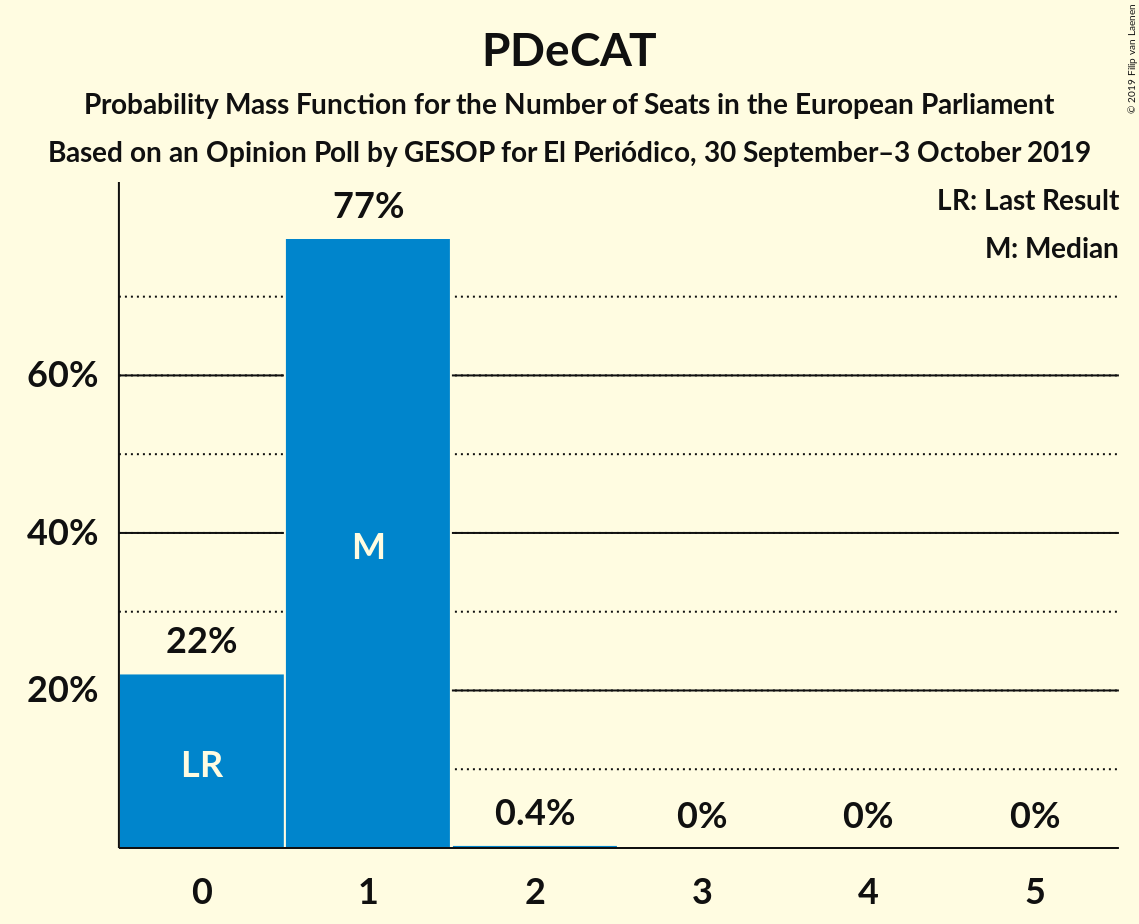 PDeCAT
Probability Mass Function for the Number of Seats in the European Parliament
Based on an Opinion Poll by GESOP for El Periódico, 30 September–3 October 2019
© 2019 Filip van Laenen
LR: Last Result
M: Median
77%
60%
40%
M
22%
20%
LR
0.4%
0%
0%
0%
0
1
2
3
4
5